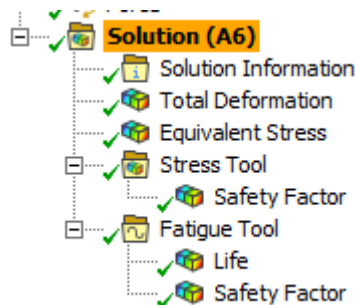 Solution (A6)
Solution Information
Total Deformation
Equivalent Stress
Stress Tool
Safety Factor
Fatigue Tool
Life
Safety Factor